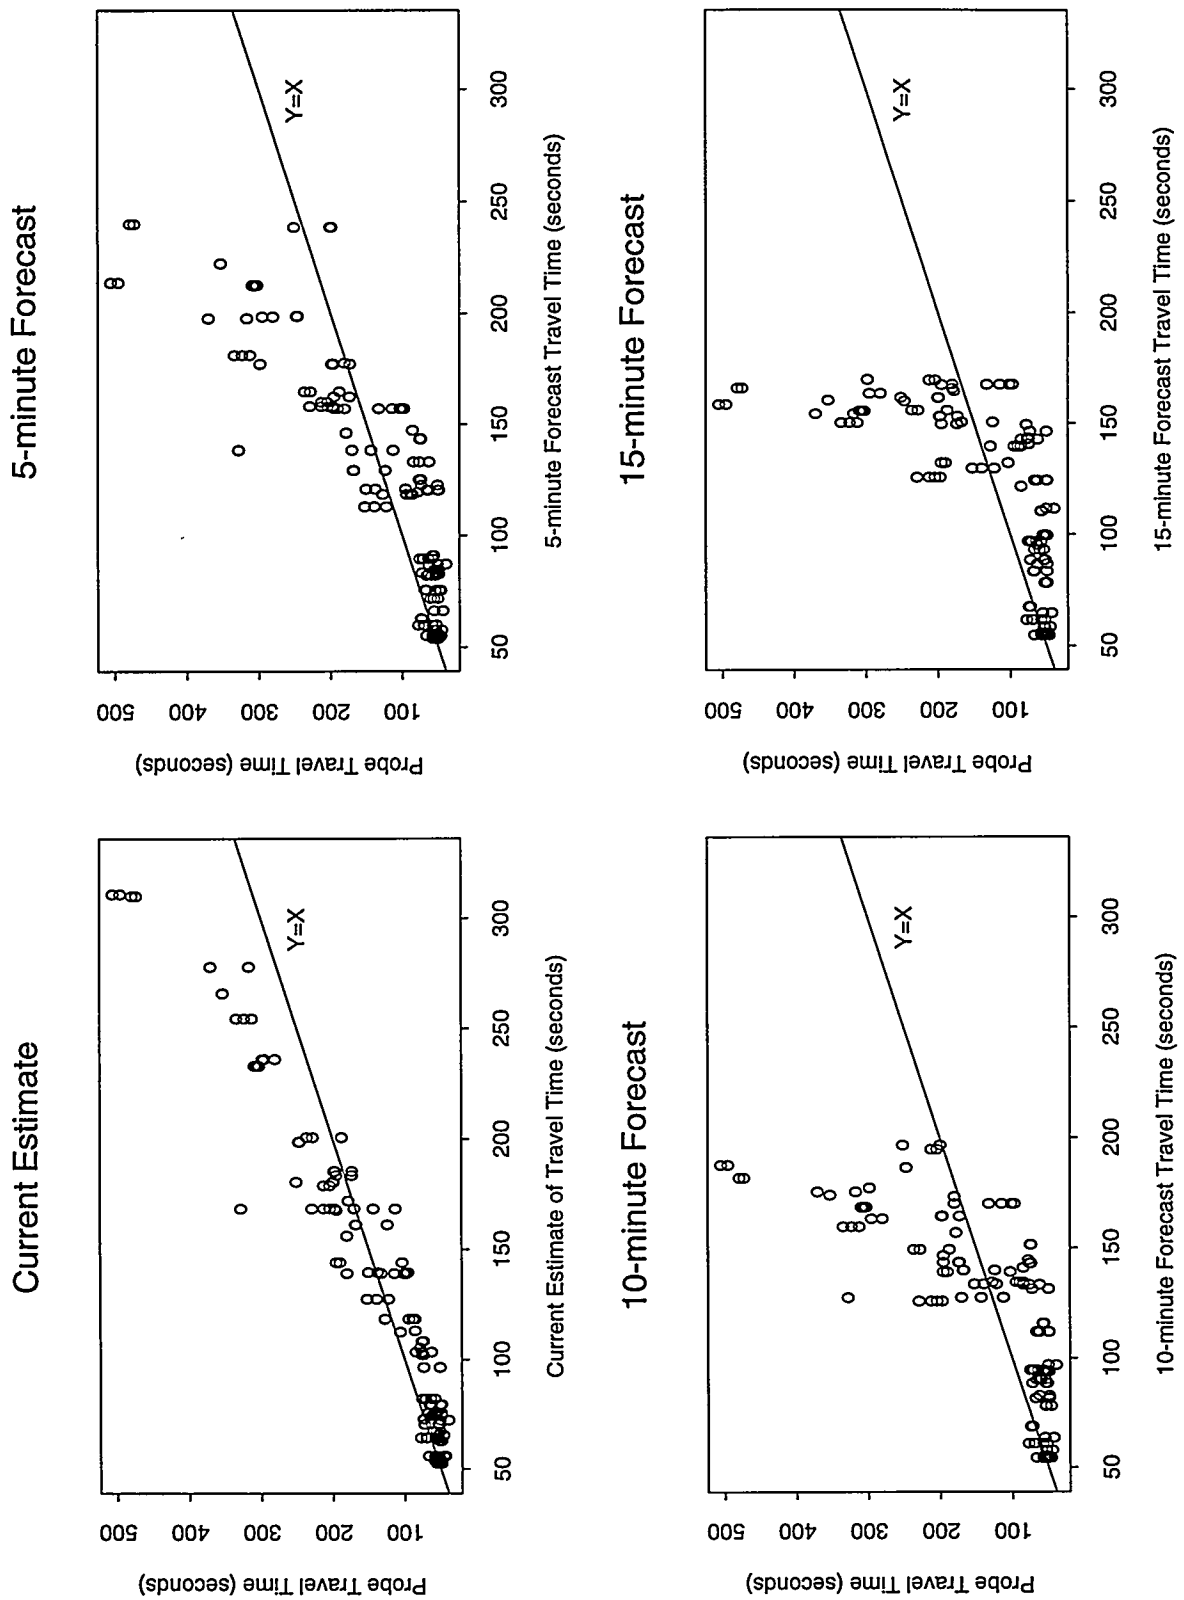 Current Estimate
Probe Travel Time (seconds)
100 200 300 400 500
Y=X
50 100 150 200 250 300
Current Estimate of Travel Time (seconds)
5-minute Forecast
Probe Travel Time (seconds)
100 200 300 400 500
Y=X
50 100 150 200 250 300
5-minute Forecast Travel Time (seconds)
10-minute Forecast
Probe Travel Time (seconds)
100 200 300 400 500
Y=X
50 100 150 200 250 300
10-minute Forecast Travel Time (seconds)
15-minute Forecast
Probe Travel Time (seconds)
100 200 300 400 500
Y=X
50 100 150 200 250 300
15-minute Forecast Travel Time (seconds)